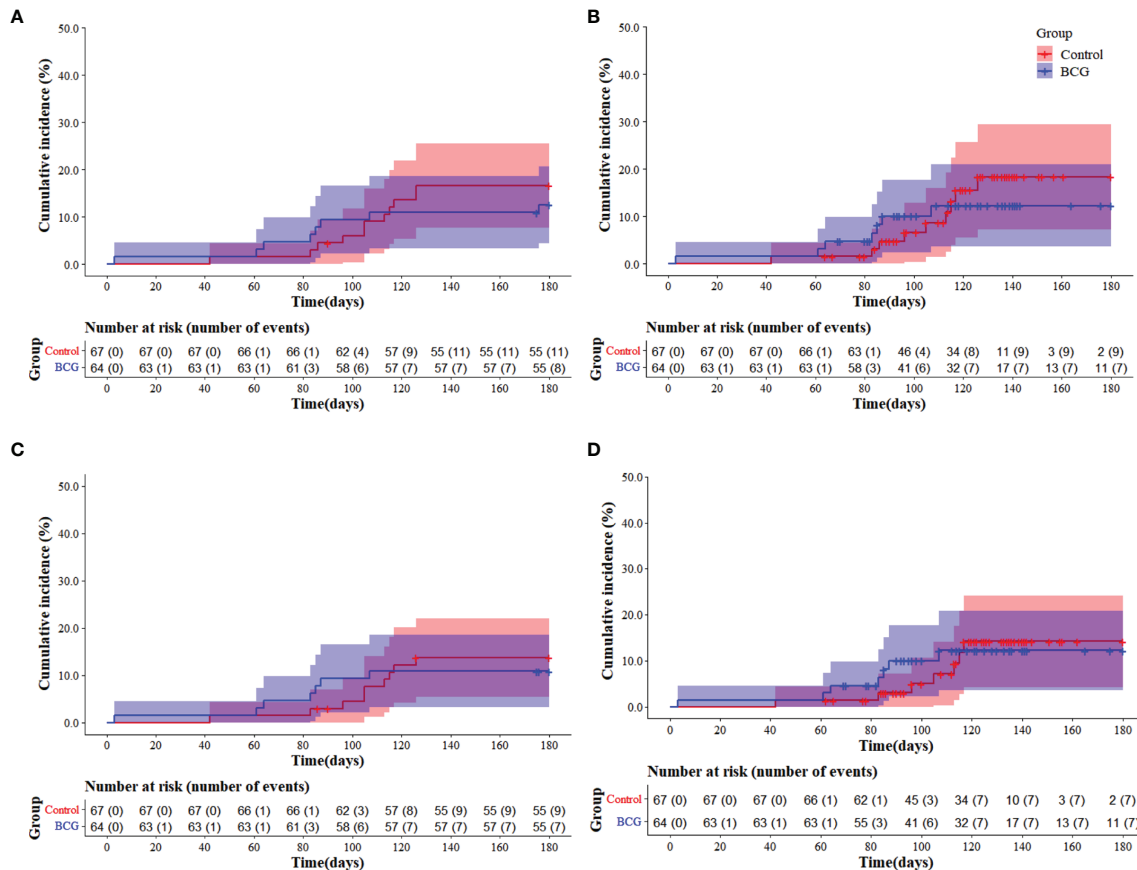 A
50.0
40.0
30.0
20.0
10.0
0.0
Cumulative incidence (%)
0 20 40 60 80 100 120 140 160 180
Time(days)
Number at risk (number of events)
Group
Control 67 (0) 67 (0) 67 (0) 66 (1) 66 (1) 62 (4) 57 (9) 55 (11) 55 (11) 55 (11)
BCG 64 (0) 63 (1) 63 (1) 63 (1) 61 (3) 58 (6) 57 (7) 57 (7) 57 (7) 55 (8)
0 20 40 60 80 100 120 140 160 180
Time(days)
B
Group
Control
BCG
50.0
40.0
30.0
20.0
10.0
0.0
Cumulative incidence (%)
0 20 40 60 80 100 120 140 160 180
Time(days)
Number at risk (number of events)
Group
Control 67 (0) 67 (0) 67 (0) 66 (1) 63 (1) 46 (4) 34 (8) 11 (9) 3 (9) 2 (9)
BCG 64 (0) 63 (1) 63 (1) 63 (1) 58 (3) 41 (6) 32 (7) 17 (7) 13 (7) 11 (7)
0 20 40 60 80 100 120 140 160 180
Time(days)
C
50.0
40.0
30.0
20.0
10.0
0.0
Cumulative incidence (%)
0 20 40 60 80 100 120 140 160 180
Time(days)
Number at risk (number of events)
Group
Control 67 (0) 67 (0) 67 (0) 66 (1) 66 (1) 62 (3) 57 (8) 55 (9) 55 (9) 55 (9)
BCG 64 (0) 63 (1) 63 (1) 63 (1) 61 (3) 58 (6) 57 (7) 57 (7) 57 (7) 55 (7)
0 20 40 60 80 100 120 140 160 180
Time(days)
D
50.0
40.0
30.0
20.0
10.0
0.0
Cumulative incidence (%)
0 20 40 60 80 100 120 140 160 180
Time(days)
Number at risk (number of events)
Group
Control 67 (0) 67 (0) 67 (0) 66 (1) 62 (1) 45 (3) 34 (7) 10 (7) 3 (7) 2 (7)
BCG 64 (0) 63 (1) 63 (1) 63 (1) 55 (3) 41 (6) 32 (7) 17 (7) 13 (7) 11 (7)
0 20 40 60 80 100 120 140 160 180
Time(days)